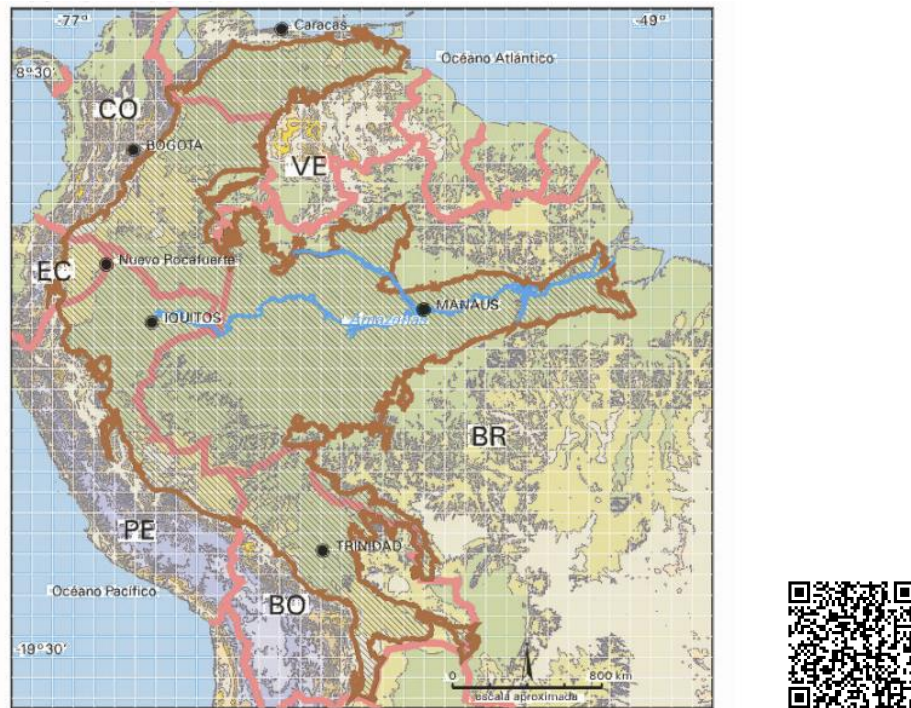 -77°
-49°
Caracas
Océano Atlántico
8°30'
CO
BOGOTA
VE
EC
Nuevo Rocafuerte
MANAUS
IQUITOS
Amazonas
BR
PE
TRINIDAD
Océano Pacífico
BO
-19°30'
0 800 km
escala aproximada